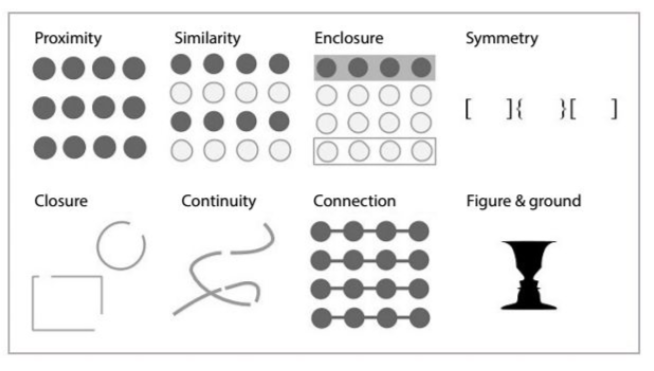 Proximity
Similarity
Enclosure
Symmetry
[ ]{ }[ ]
Closure
Continuity
Connection
Figure & ground